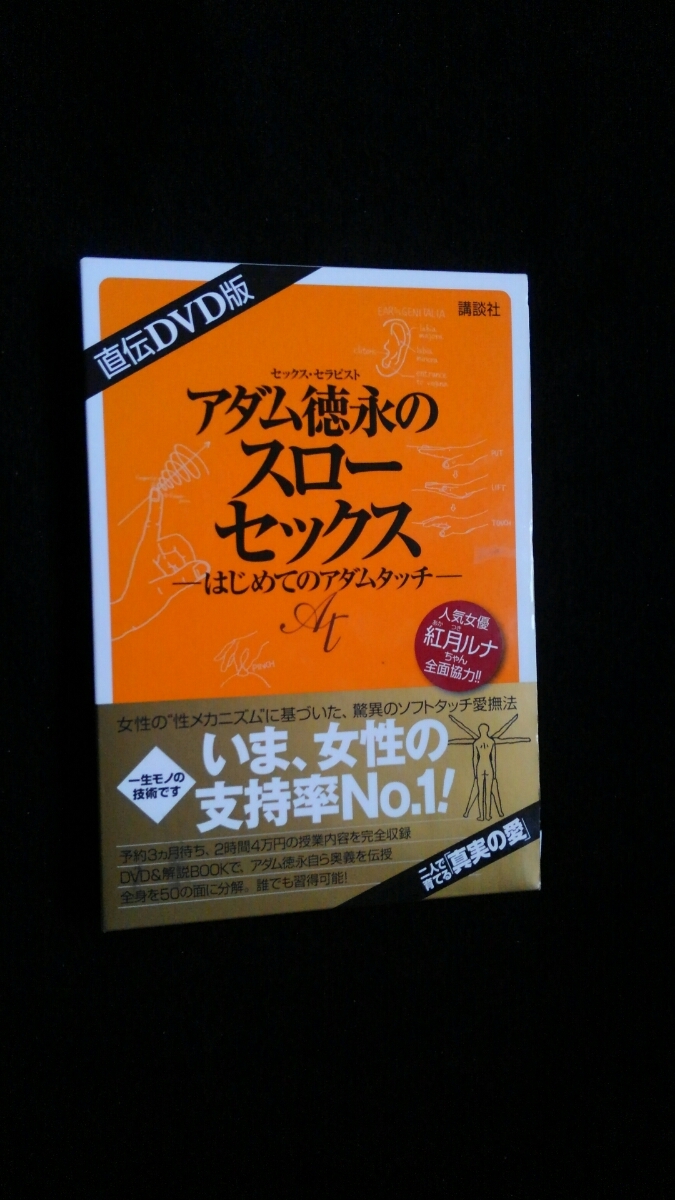 直伝DVD版
講談社
セックス・セラピスト
アダム徳永の
スロー
セックス
―はじめてのアダムタッチ―
At
PUT
LIFT
TOUCH
人気女優
あか つき
紅月ルナ
ちゃん
全面協力!!
女性の"性メカニズム"に基づいた、驚異のソフトタッチ愛撫法
一生モノの
技術です
いま、女性の
支持率No.1!
予約3ヵ月待ち、2時間4万円の授業内容を完全収録
DVD&解説BOOKで、アダム徳永自ら奥義を伝授
全身を50の面に分解。誰でも習得可能!
二人で
育てる「真実の愛」